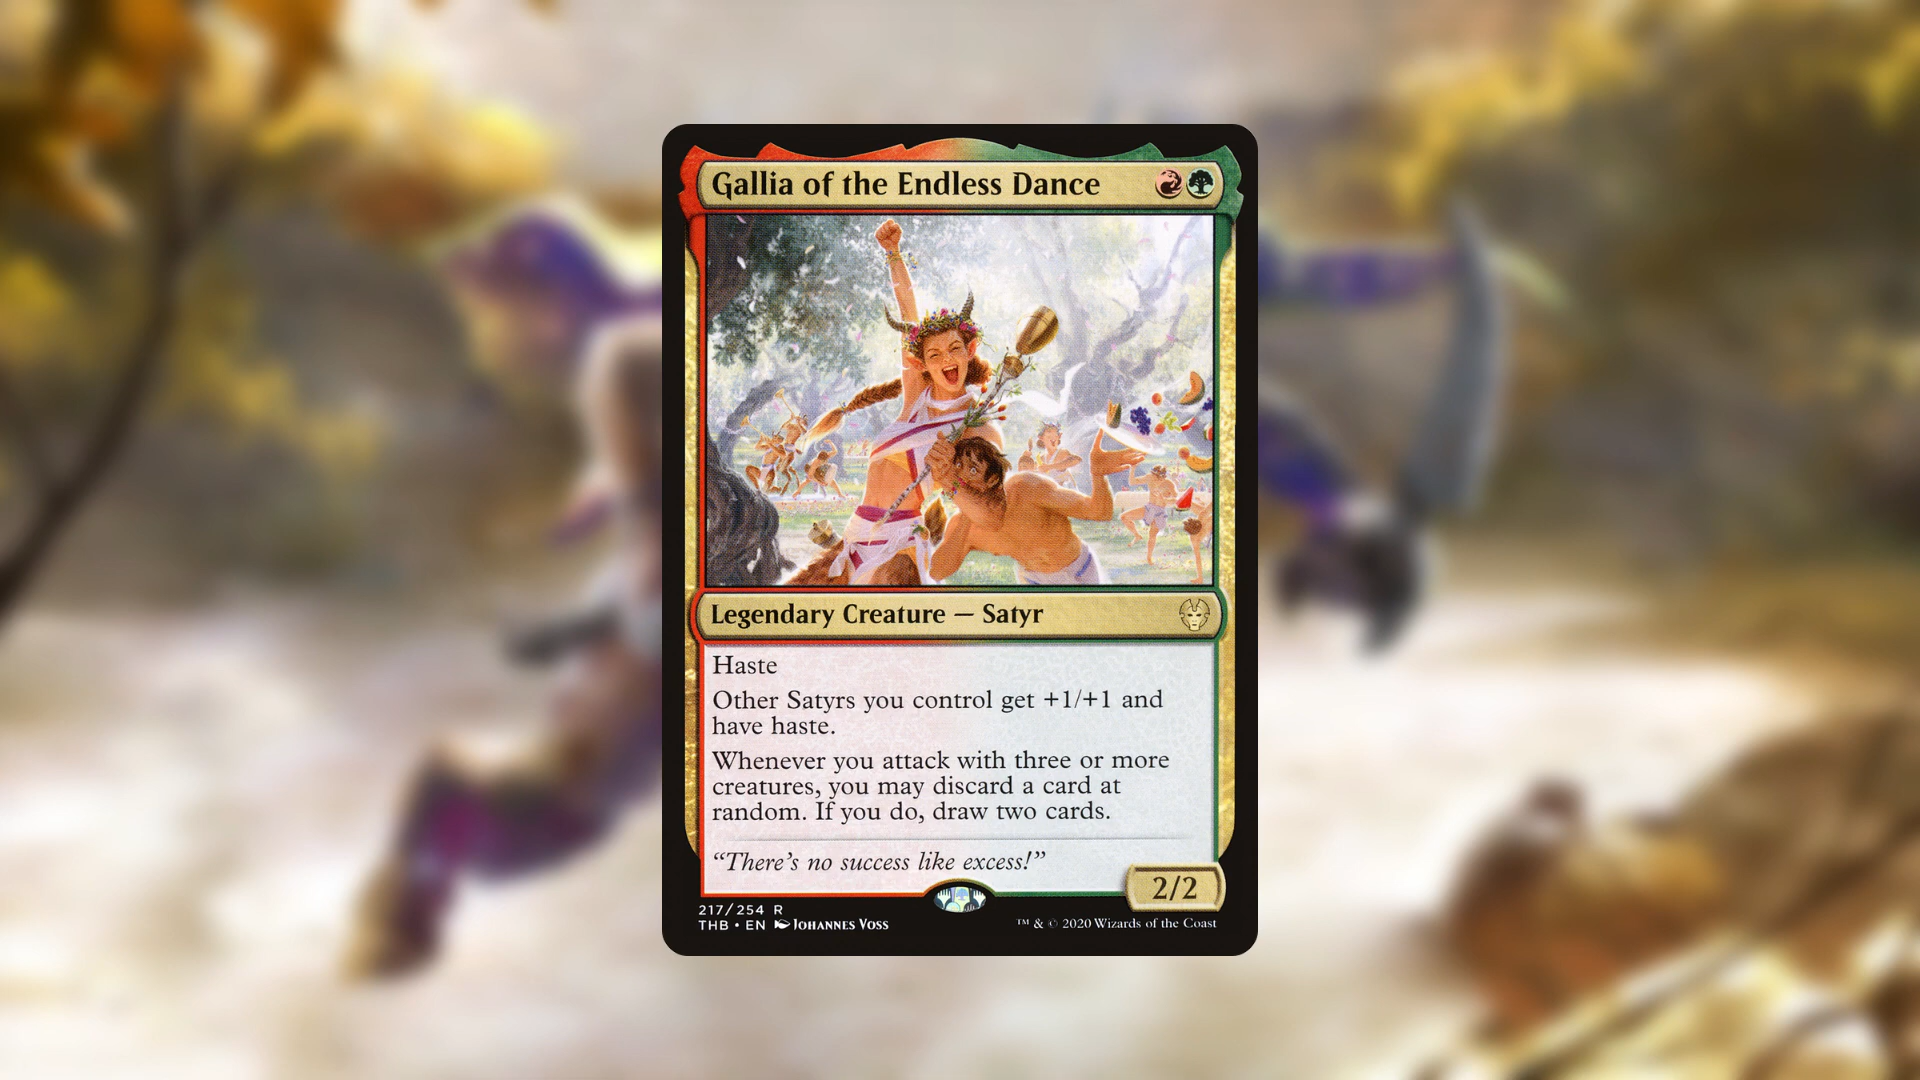 Gallia of the Endless Dance
Legendary Creature — Satyr
Haste
Other Satyrs you control get +1/+1 and
have haste.
Whenever you attack with three or more
creatures, you may discard a card at
random. If you do, draw two cards.
“There’s no success like excess!”
2/2
217/254 R
THB • EN Johannes Voss
™ & © 2020 Wizards of the Coast